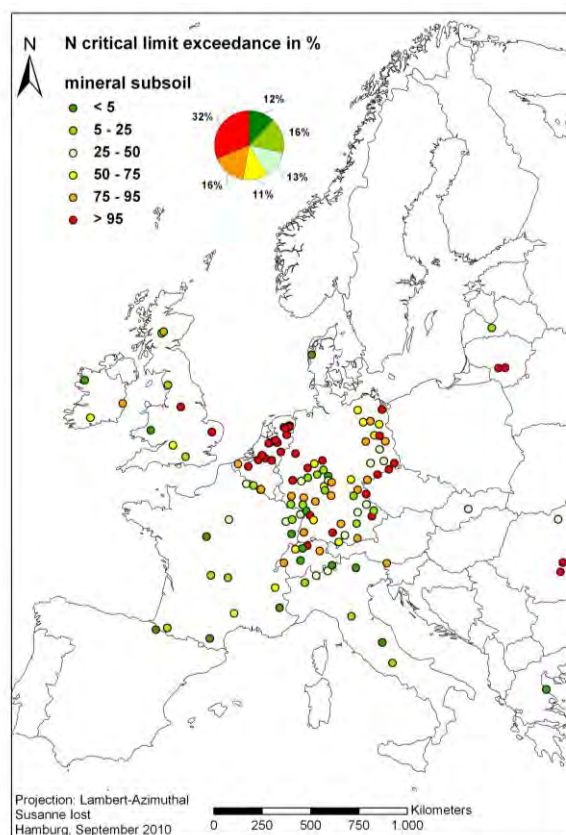 N critical limit exceedance in %
N
mineral subsoil
< 5
5 - 25
25 - 50
50 - 75
75 - 95
> 95
12%
16%
13%
11%
16%
32%
Projection: Lambert-Azimuthal
Susanne Iost
Hamburg, September 2010
Kilometers
0 250 500 750 1.000